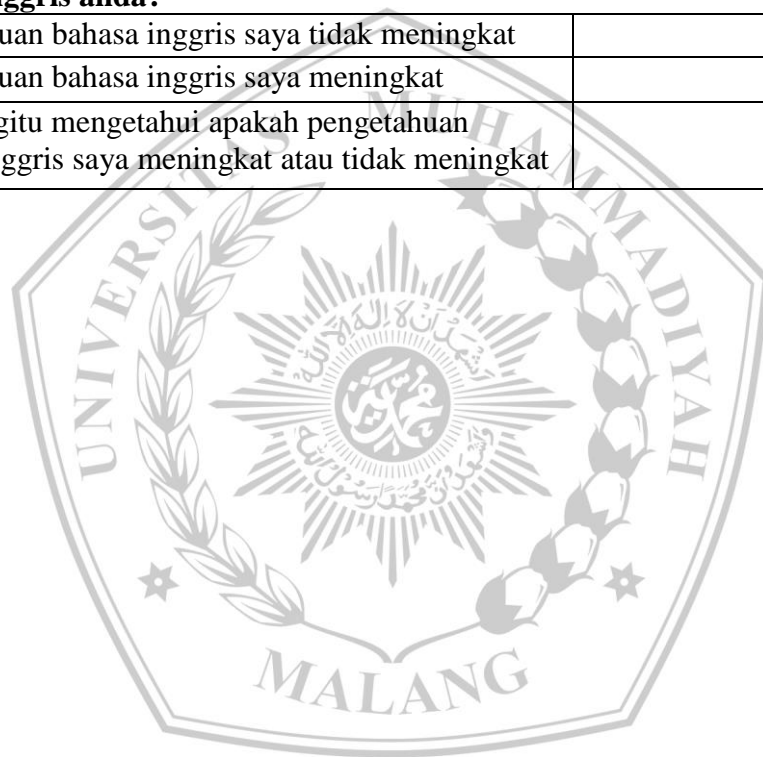 nggris anda?
uan bahasa inggris saya tidak meningkat
uan bahasa inggris saya meningkat
gitu mengetahui apakah pengetahuan
nggris saya meningkat atau tidak meningkat
UNIVERSITAS MUHAMMADIYAH
MALANG